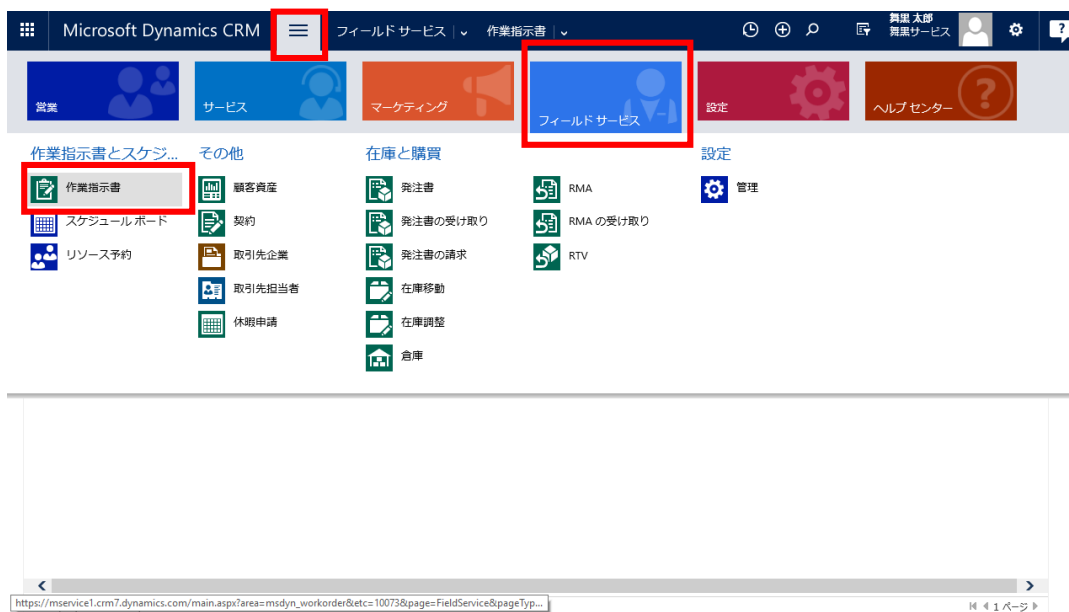 Microsoft Dynamics CRM
フィールド サービス
作業指示書
舞黒 太郎
舞黒サービス
?
営業
サービス
マーケティング
フィールド サービス
設定
ヘルプ センター
?
作業指示書とスケジ...
その他
在庫と購買
設定
作業指示書
顧客資産
発注書
RMA
管理
スケジュール ボード
契約
発注書の受け取り
RMA の受け取り
リソース予約
取引先企業
発注書の請求
RTV
取引先担当者
在庫移動
休暇申請
在庫調整
倉庫
https://mservice1.crm7.dynamics.com/main.aspx?area=msdyn_workorder&etc=10073&page=FieldService&pageTyp...
1 ページ